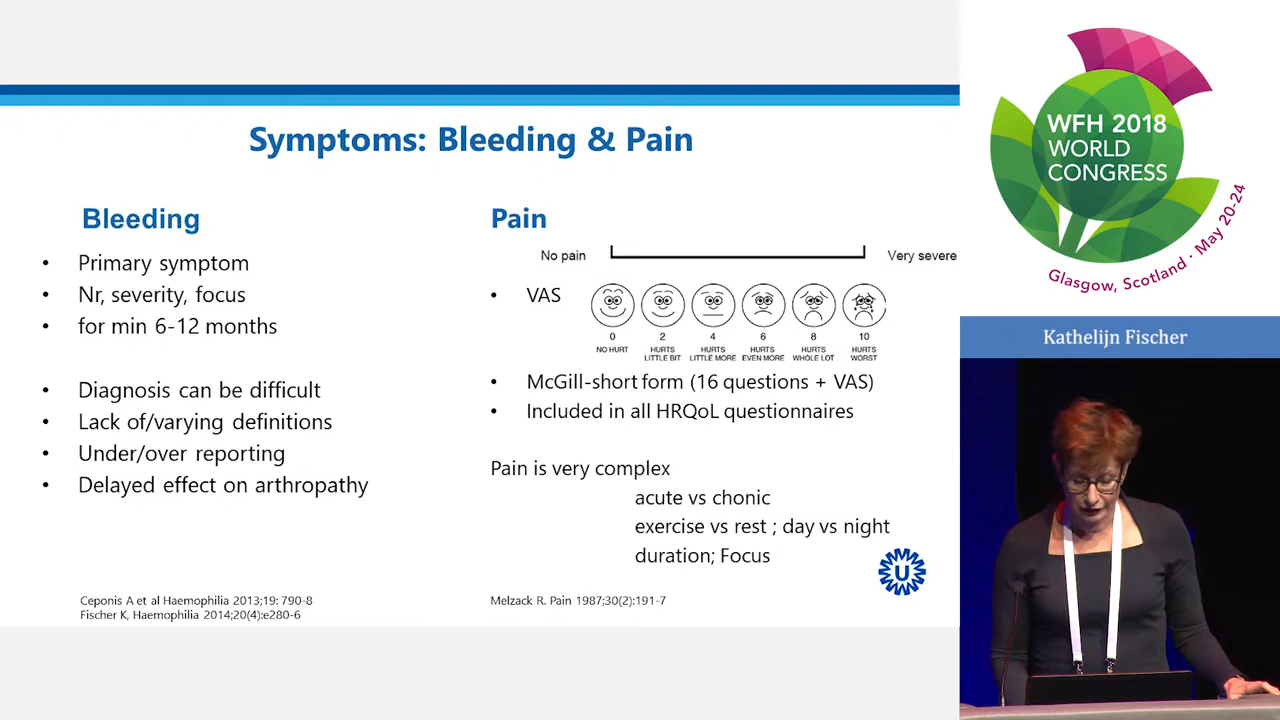 Symptoms: Bleeding & Pain
Bleeding
• Primary symptom
• Nr, severity, focus
• for min 6-12 months
• Diagnosis can be difficult
• Lack of/varying definitions
• Under/over reporting
• Delayed effect on arthropathy
Ceponis A et al Haemophilia 2013;19: 790-8
Fischer K, Haemophilia 2014;20(4):e280-6
Pain
No pain Very severe
• VAS
0 2 4 6 8 10
NO HURT HURTS LITTLE BIT HURTS LITTLE MORE HURTS EVEN MORE HURTS WHOLE LOT HURTS WORST
• McGill-short form (16 questions + VAS)
• Included in all HRQoL questionnaires
Pain is very complex
acute vs chonic
exercise vs rest ; day vs night
duration; Focus
U
Melzack R. Pain 1987;30(2):191-7
WFH 2018
WORLD
CONGRESS
Glasgow, Scotland · May 20-24
Kathelijn Fischer